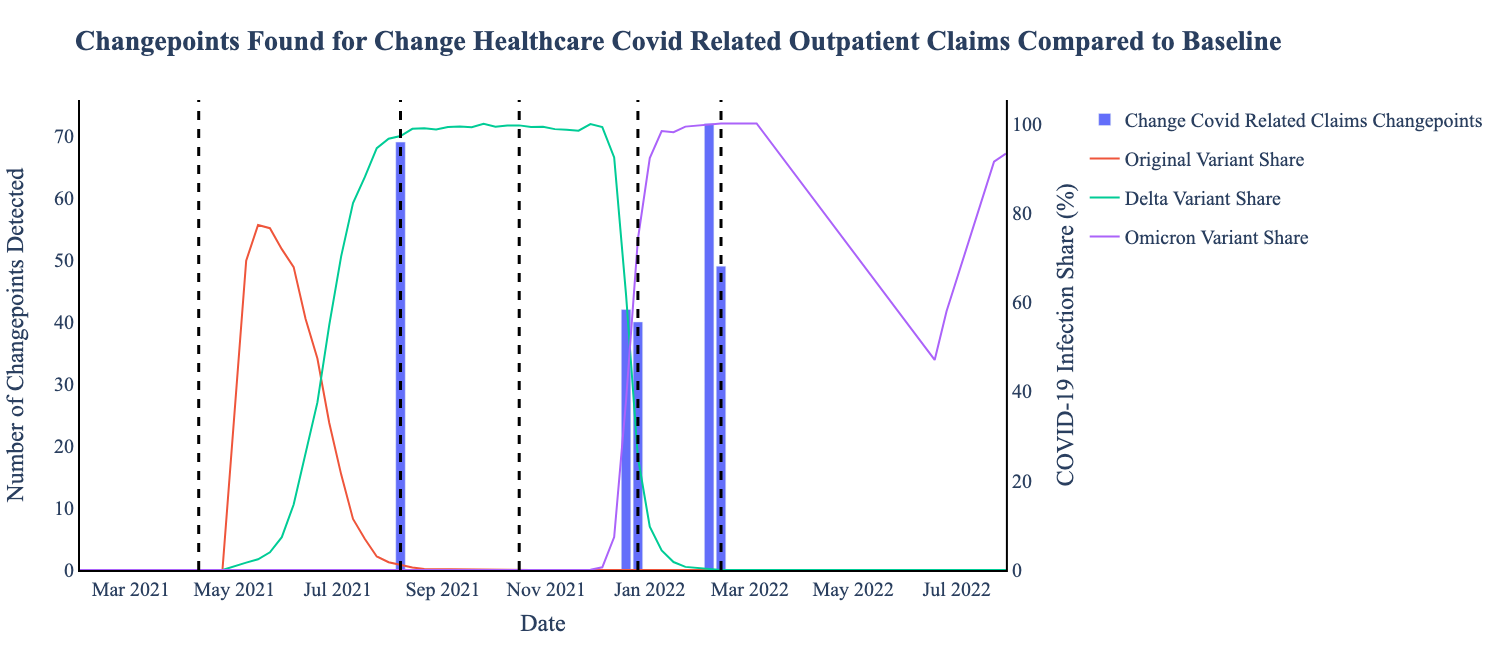 Changepoints Found for Change Healthcare Covid Related Outpatient Claims Compared to Baseline
Number of Changepoints Detected
70
60
50
40
30
20
10
0
100
80
60
40
20
0
COVID-19 Infection Share (%)
Mar 2021
May 2021
Jul 2021
Sep 2021
Nov 2021
Jan 2022
Mar 2022
May 2022
Jul 2022
Date
Change Covid Related Claims Changepoints
Original Variant Share
Delta Variant Share
Omicron Variant Share